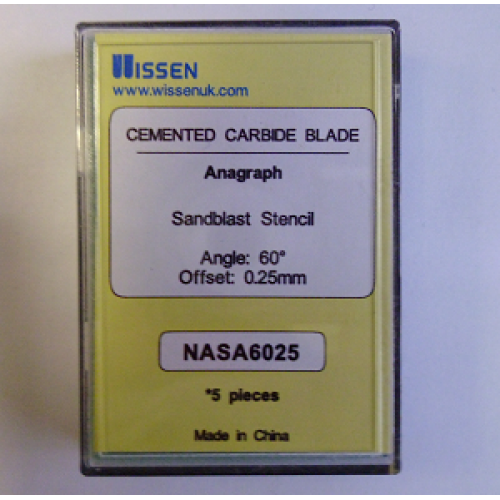 WISSEN
www.wissenuk.com
CEMENTED CARBIDE BLADE
Anagraph
Sandblast Stencil
Angle: 60°
Offset: 0.25mm
NASA6025
*5 pieces
Made in China